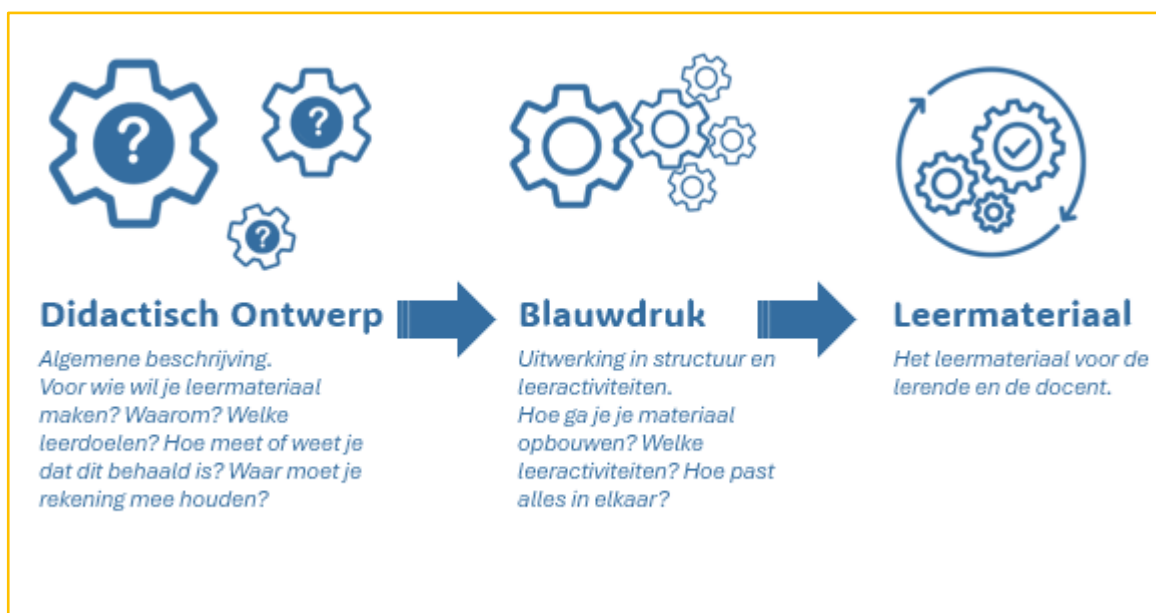 ?
?
?
Didactisch Ontwerp
Algemene beschrijving.
Voor wie wil je leermateriaal
maken? Waarom? Welke
leerdoelen? Hoe meet of weet je
dat dit behaald is? Waar moet je
rekening mee houden?
Blauwdruk
Uitwerking in structuur en
leeractiviteiten.
Hoe ga je je materiaal
opbouwen? Welke
leeractiviteiten? Hoe past
alles in elkaar?
Leermateriaal
Het leermateriaal voor de
lerende en de docent.